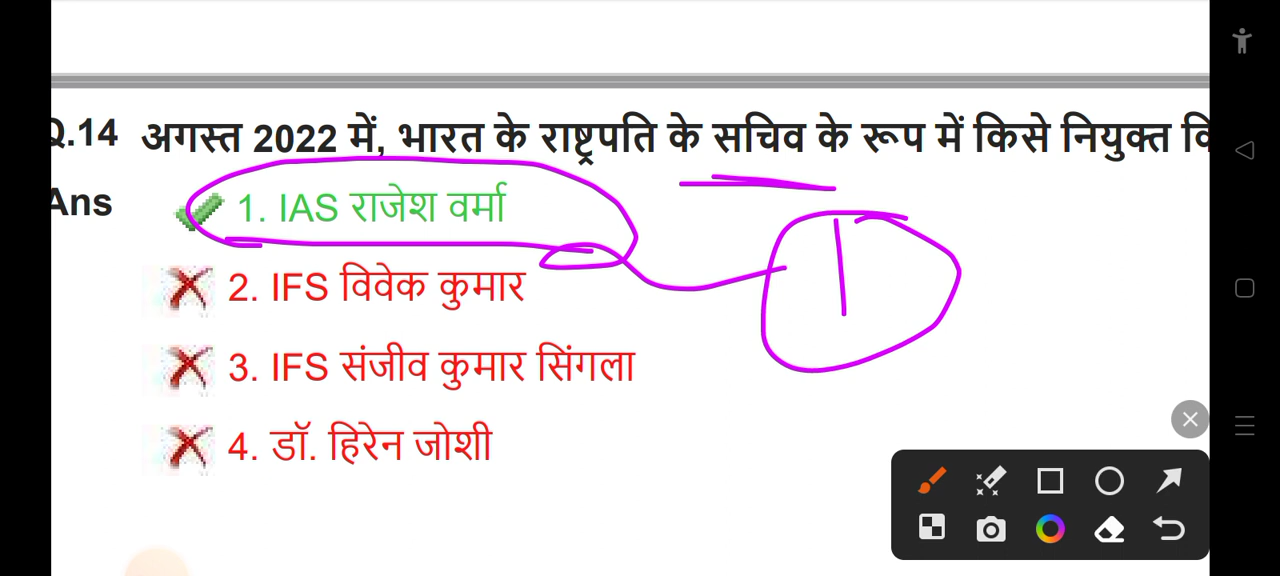 Q.14 अगस्त 2022 में, भारत के राष्ट्रपति के सचिव के रूप में किसे नियुक्त
Ans 1. IAS राजेश वर्मा
2. IFS विवेक कुमार
3. IFS संजीव कुमार सिंगला
4. डॉ. हिरेन जोशी